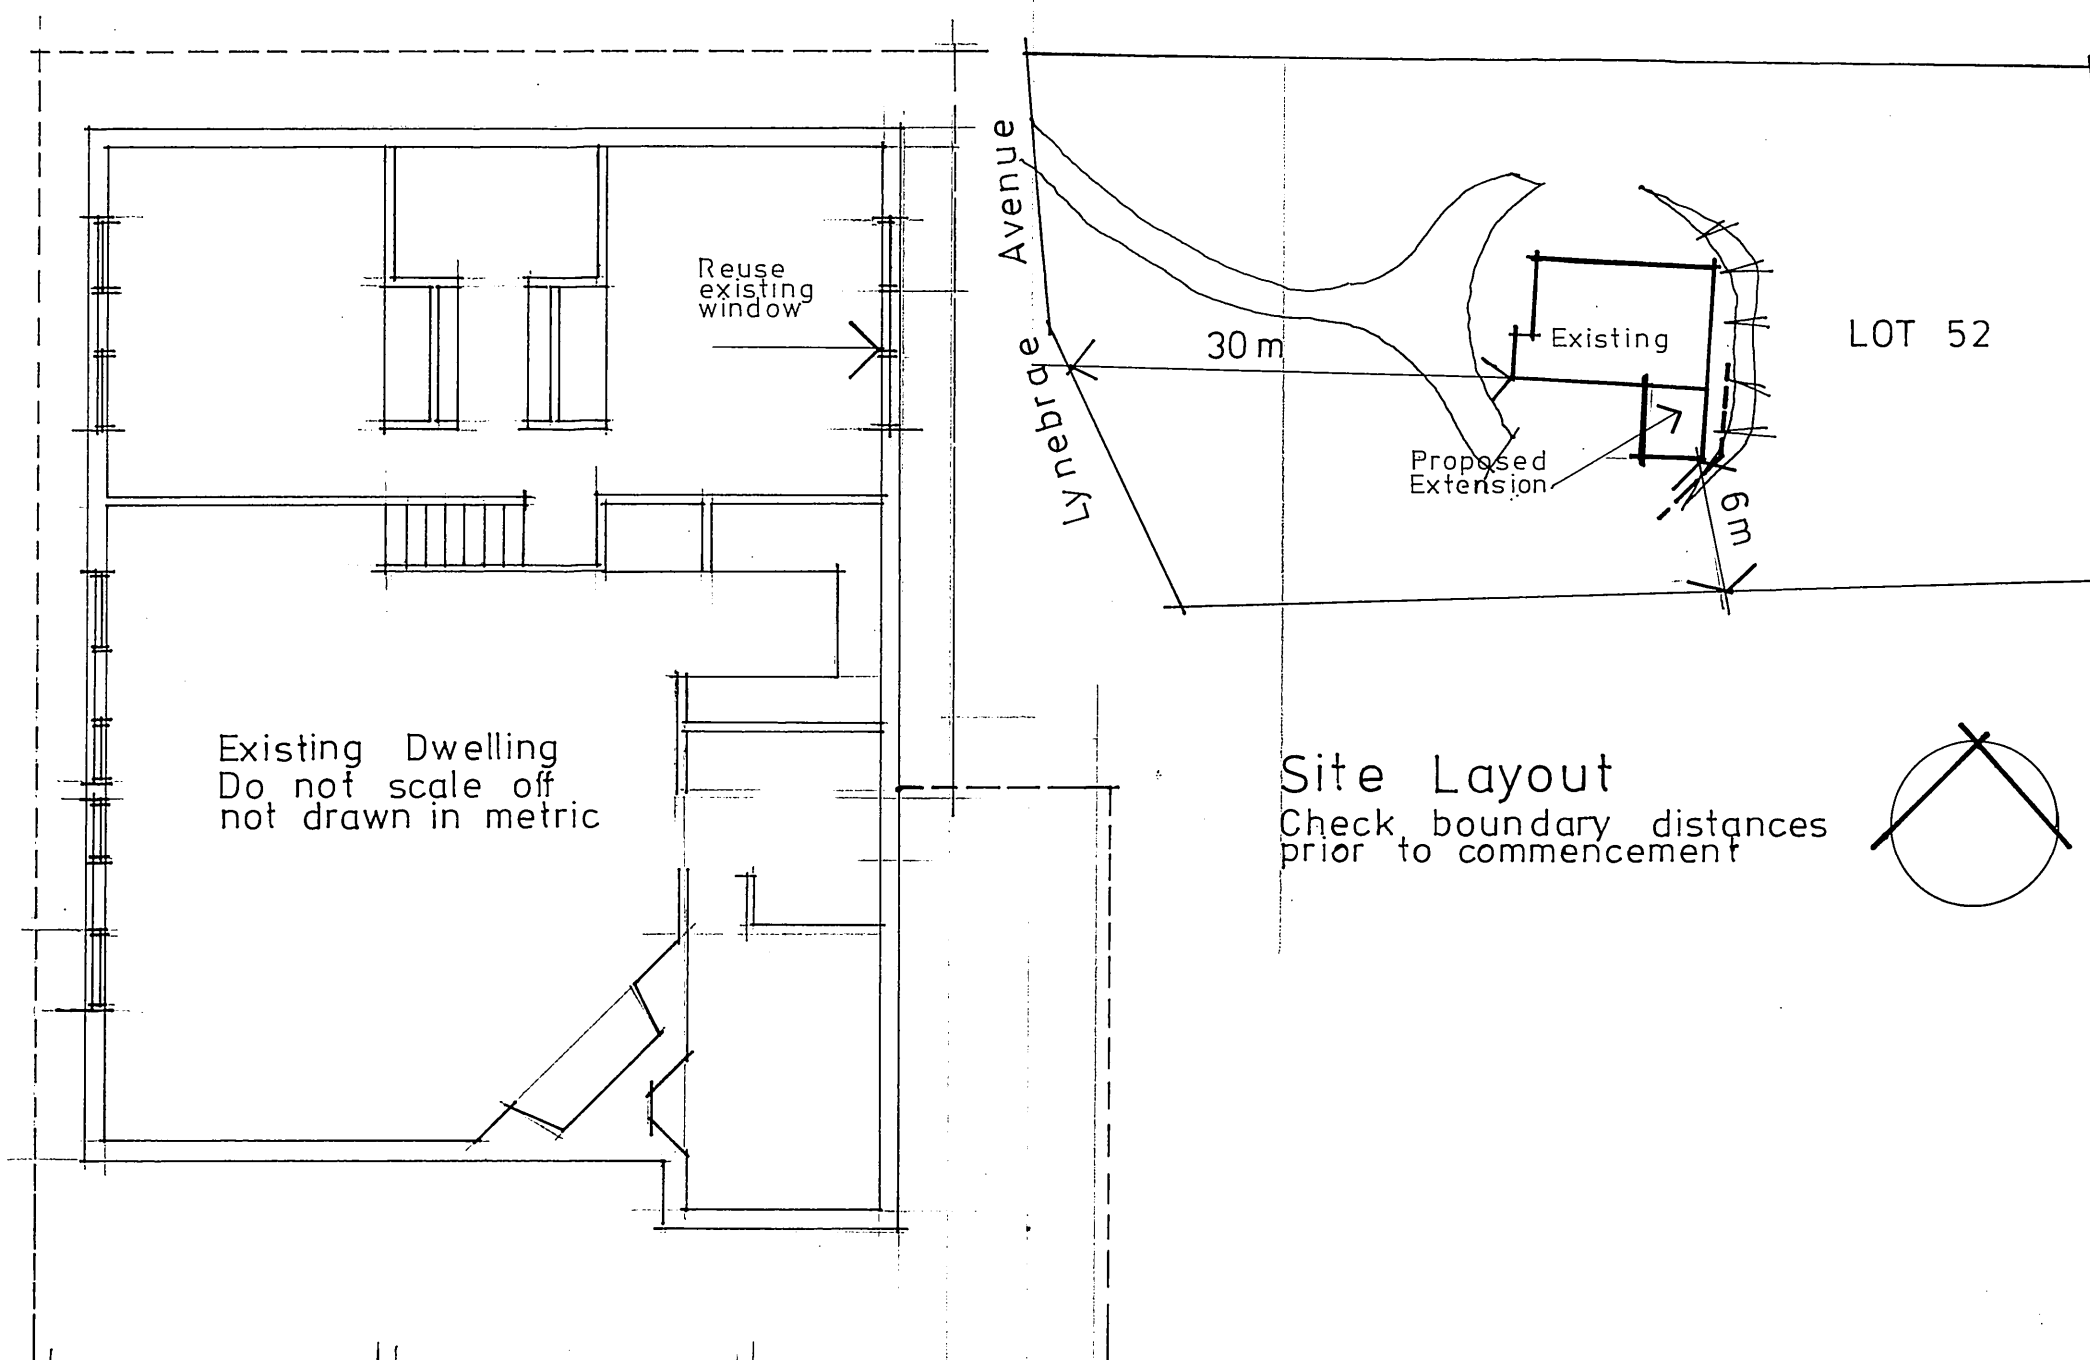 Reuse
existing
window
Existing Dwelling
Do not scale off
not drawn in metric
Lynebrae Avenue
30 m
Existing
Proposed
Extension
6m
LOT 52
Site Layout
Check boundary distances
prior to commencement